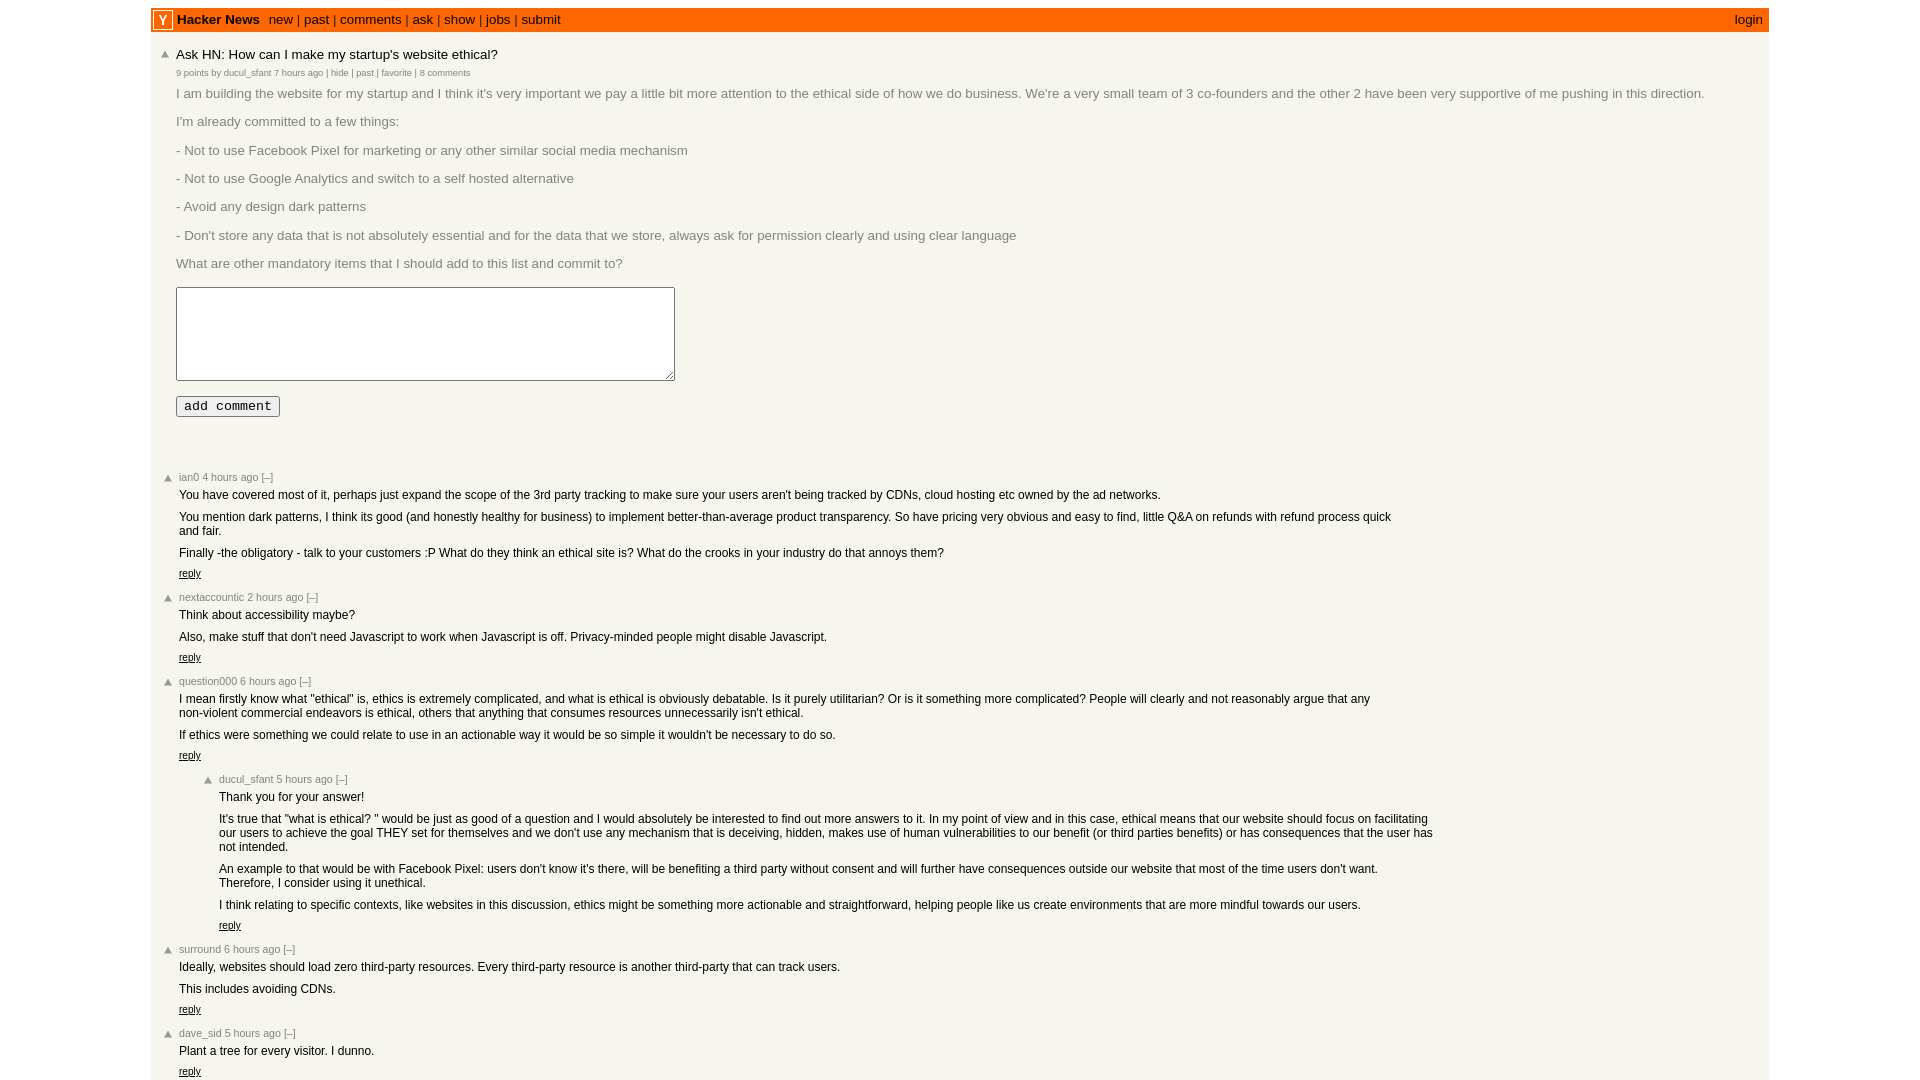 Y Hacker News new | past | comments | ask | show | jobs | submit login
Ask HN: How can I make my startup's website ethical?
9 points by ducul_sfant 7 hours ago | hide | past | favorite | 8 comments
I am building the website for my startup and I think it's very important we pay a little bit more attention to the ethical side of how we do business. We're a very small team of 3 co-founders and the other 2 have been very supportive of me pushing in this direction.
I'm already committed to a few things:
- Not to use Facebook Pixel for marketing or any other similar social media mechanism
- Not to use Google Analytics and switch to a self hosted alternative
- Avoid any design dark patterns
- Don't store any data that is not absolutely essential and for the data that we store, always ask for permission clearly and using clear language
What are other mandatory items that I should add to this list and commit to?
add comment
ian0 4 hours ago [–]
You have covered most of it, perhaps just expand the scope of the 3rd party tracking to make sure your users aren't being tracked by CDNs, cloud hosting etc owned by the ad networks.
You mention dark patterns, I think its good (and honestly healthy for business) to implement better-than-average product transparency. So have pricing very obvious and easy to find, little Q&A on refunds with refund process quick
and fair.
Finally -the obligatory - talk to your customers :P What do they think an ethical site is? What do the crooks in your industry do that annoys them?
reply
nextaccountic 2 hours ago [–]
Think about accessibility maybe?
Also, make stuff that don't need Javascript to work when Javascript is off. Privacy-minded people might disable Javascript.
reply
question000 6 hours ago [–]
I mean firstly know what "ethical" is, ethics is extremely complicated, and what is ethical is obviously debatable. Is it purely utilitarian? Or is it something more complicated? People will clearly and not reasonably argue that any
non-violent commercial endeavors is ethical, others that anything that consumes resources unnecessarily isn't ethical.
If ethics were something we could relate to use in an actionable way it would be so simple it wouldn't be necessary to do so.
reply
ducul_sfant 5 hours ago [–]
Thank you for your answer!
It's true that "what is ethical? " would be just as good of a question and I would absolutely be interested to find out more answers to it. In my point of view and in this case, ethical means that our website should focus on facilitating
our users to achieve the goal THEY set for themselves and we don't use any mechanism that is deceiving, hidden, makes use of human vulnerabilities to our benefit (or third parties benefits) or has consequences that the user has
not intended.
An example to that would be with Facebook Pixel: users don't know it's there, will be benefiting a third party without consent and will further have consequences outside our website that most of the time users don't want.
Therefore, I consider using it unethical.
I think relating to specific contexts, like websites in this discussion, ethics might be something more actionable and straightforward, helping people like us create environments that are more mindful towards our users.
reply
surround 6 hours ago [–]
Ideally, websites should load zero third-party resources. Every third-party resource is another third-party that can track users.
This includes avoiding CDNs.
reply
dave_sid 5 hours ago [–]
Plant a tree for every visitor. I dunno.
reply